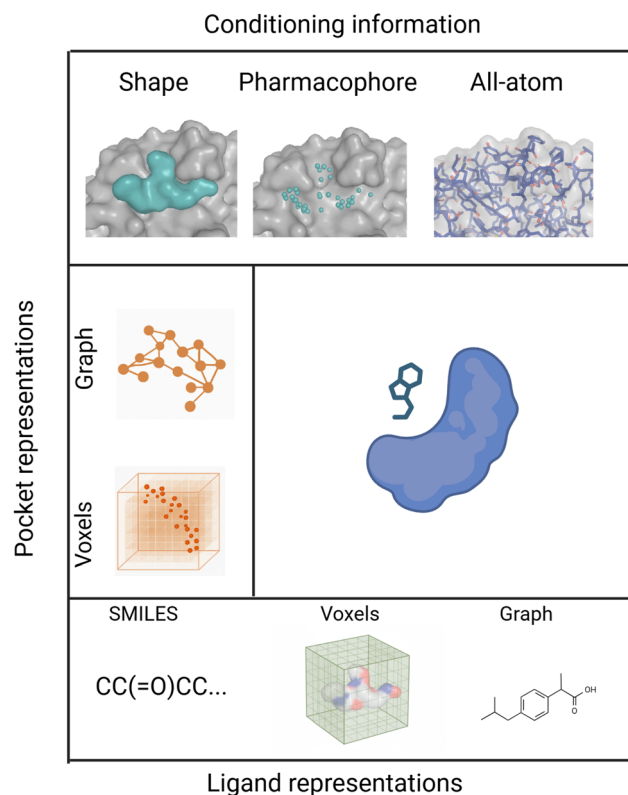 Conditioning information
Shape Pharmacophore All-atom
Pocket representations
Graph
Voxels
SMILES Voxels Graph
CC(=O)CC...
OH
O
Ligand representations